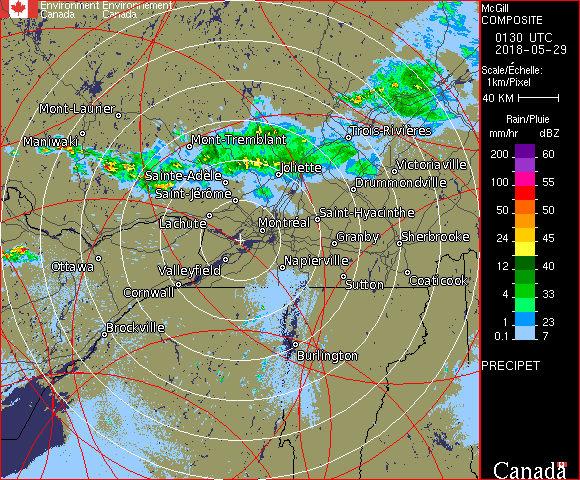 Environment Environnement
Canada Canada
Mont-Laurier
Maniwaki
Mont-Tremblant
Trois-Rivières
Sainte-Adèle
Joliette
Victoriaville
Saint-Jérôme
Drummondville
Lachute
Montréal
Saint-Hyacinthe
Granby
Sherbrooke
Ottawa
Valleyfield
Napierville
Cornwall
Sutton
Coaticook
Brockville
Burlington
McGill
COMPOSITE
0130 UTC
2018-05-29
Scale/Échelle:
1km/Pixel
40 KM
Rain/Pluie
mm/hr dBZ
200 60
100 55
50 50
24 45
12 40
4 33
1 23
0.1 7
PRECIPET
Canada